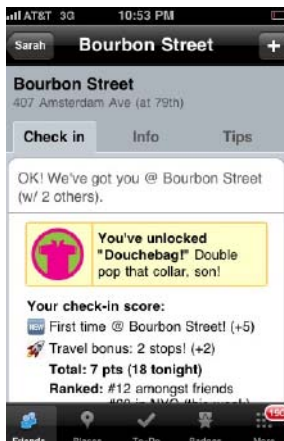 AT&T 3G 10:53 PM
Sarah Bourbon Street +
Bourbon Street
407 Amsterdam Ave (at 79th)
Check in Info Tips
OK! We've got you @ Bourbon Street
(w/ 2 others).
You've unlocked
"Douchebag!" Double
pop that collar, son!
Your check-in score:
NEW First time @ Bourbon Street! (+5)
Travel bonus: 2 stops! (+2)
Total: 7 pts (18 tonight)
Ranked: #12 amongst friends
190
Friends Places To-Do Badges More